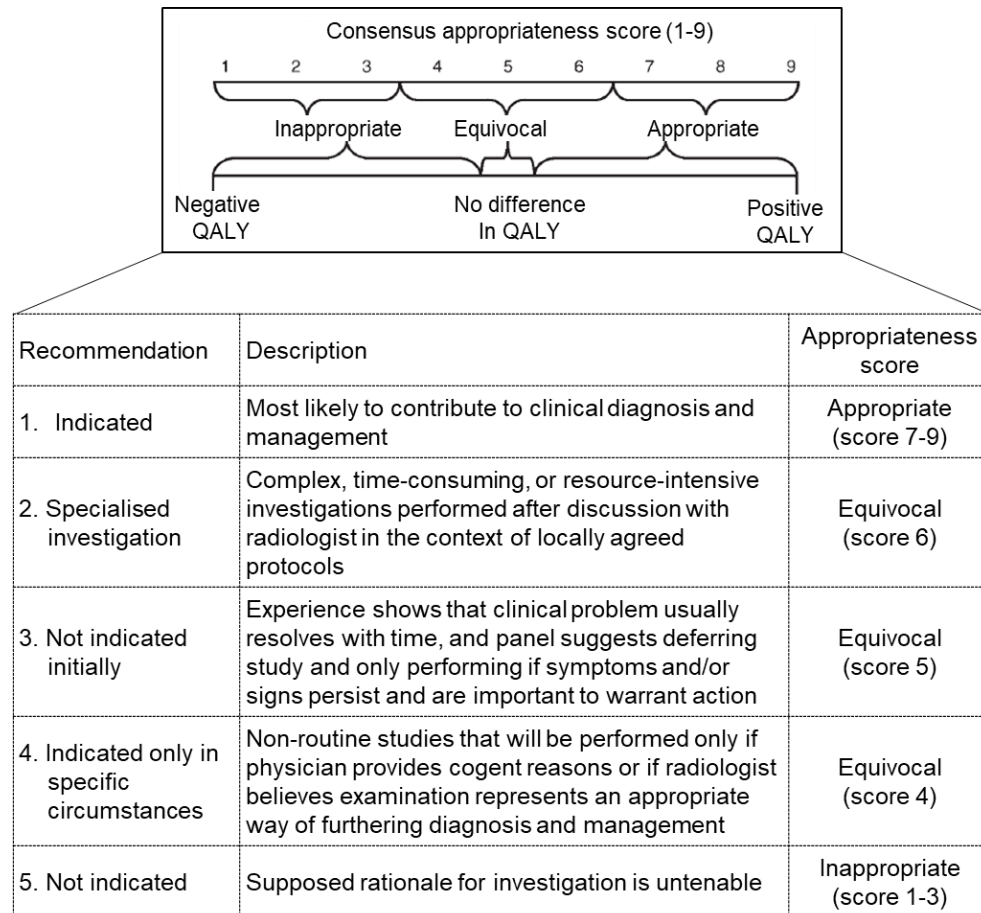 Consensus appropriateness score (1-9)
1 2 3 4 5 6 7 8 9
Inappropriate Equivocal Appropriate
Negative QALY
No difference In QALY
Positive QALY
Recommendation
Description
Appropriateness score
1. Indicated
Most likely to contribute to clinical diagnosis and
management
Appropriate
(score 7-9)
2. Specialised
investigation
Complex, time-consuming, or resource-intensive
investigations performed after discussion with
radiologist in the context of locally agreed
protocols
Equivocal
(score 6)
3. Not indicated
initially
Experience shows that clinical problem usually
resolves with time, and panel suggests deferring
study and only performing if symptoms and/or
signs persist and are important to warrant action
Equivocal
(score 5)
4. Indicated only in
specific
circumstances
Non-routine studies that will be performed only if
physician provides cogent reasons or if radiologist
believes examination represents an appropriate
way of furthering diagnosis and management
Equivocal
(score 4)
5. Not indicated
Supposed rationale for investigation is untenable
Inappropriate
(score 1-3)